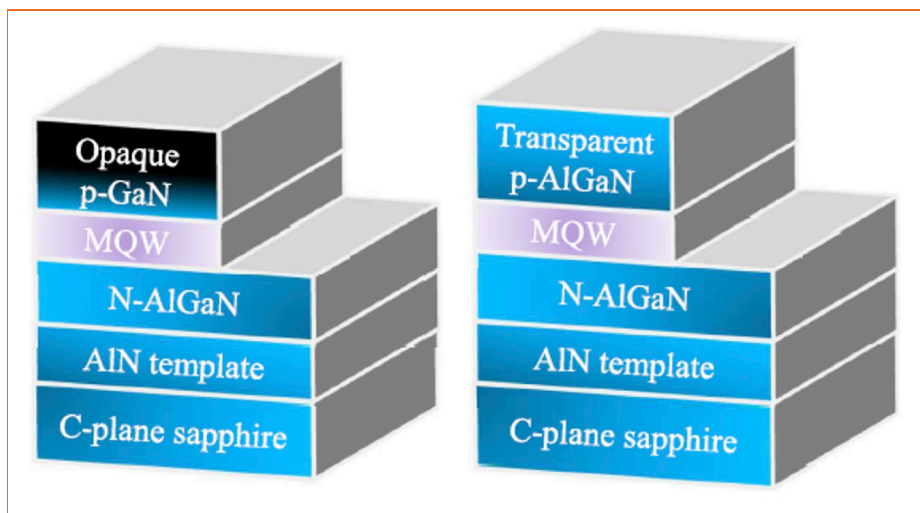 Opaque
p-GaN
MQW
N-AlGaN
AlN template
C-plane sapphire
Transparent
p-AlGaN
MQW
N-AlGaN
AlN template
C-plane sapphire